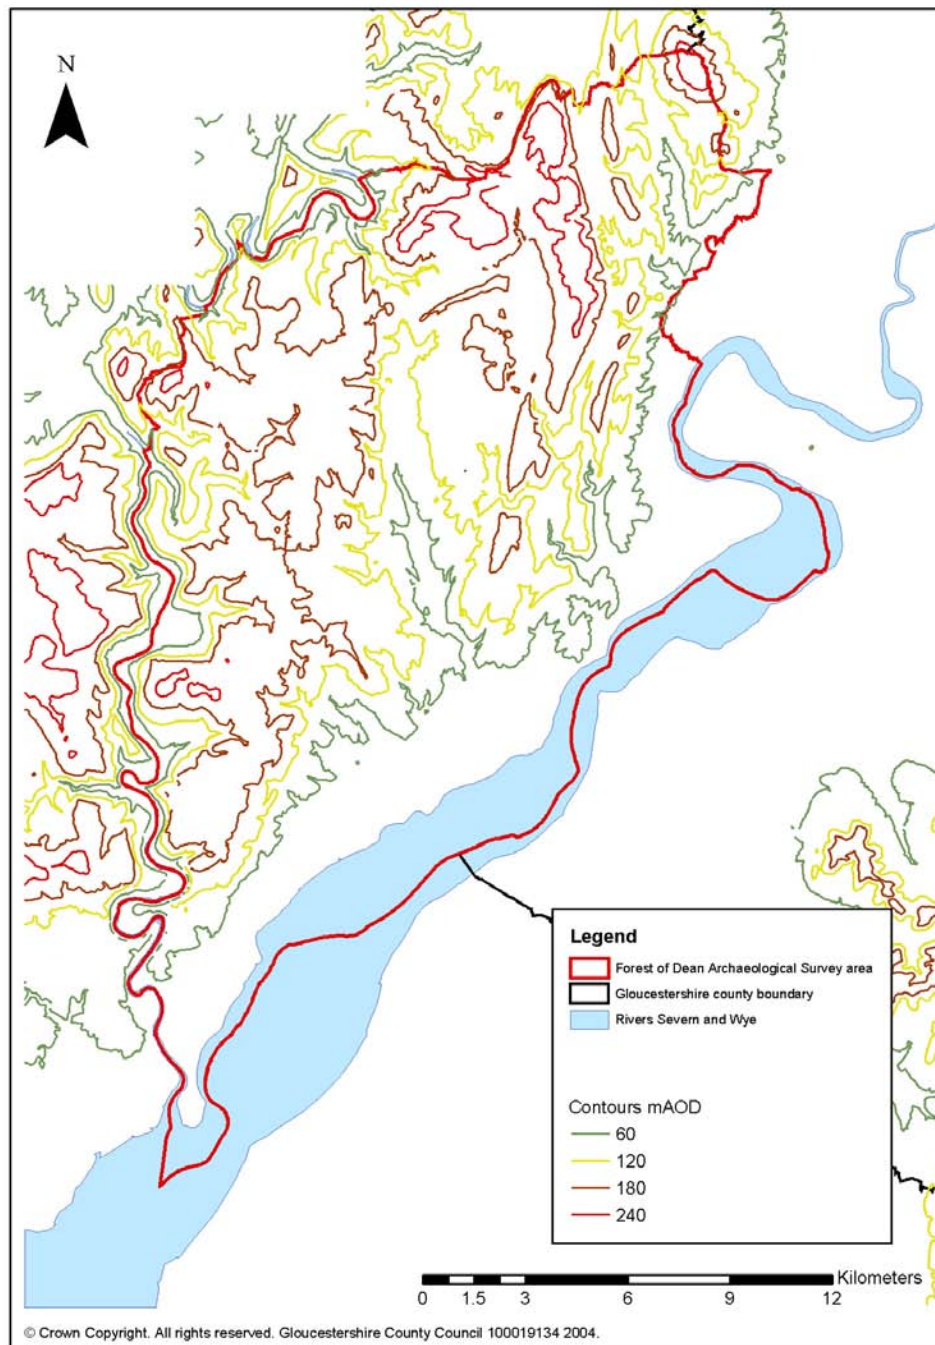 N
Legend
Forest of Dean Archaeological Survey area
Gloucestershire county boundary
Rivers Severn and Wye
Contours mAOD
60
120
180
240
Kilometers
0 1.5 3 6 9 12
© Crown Copyright. All rights reserved. Gloucestershire County Council 100019134 2004.